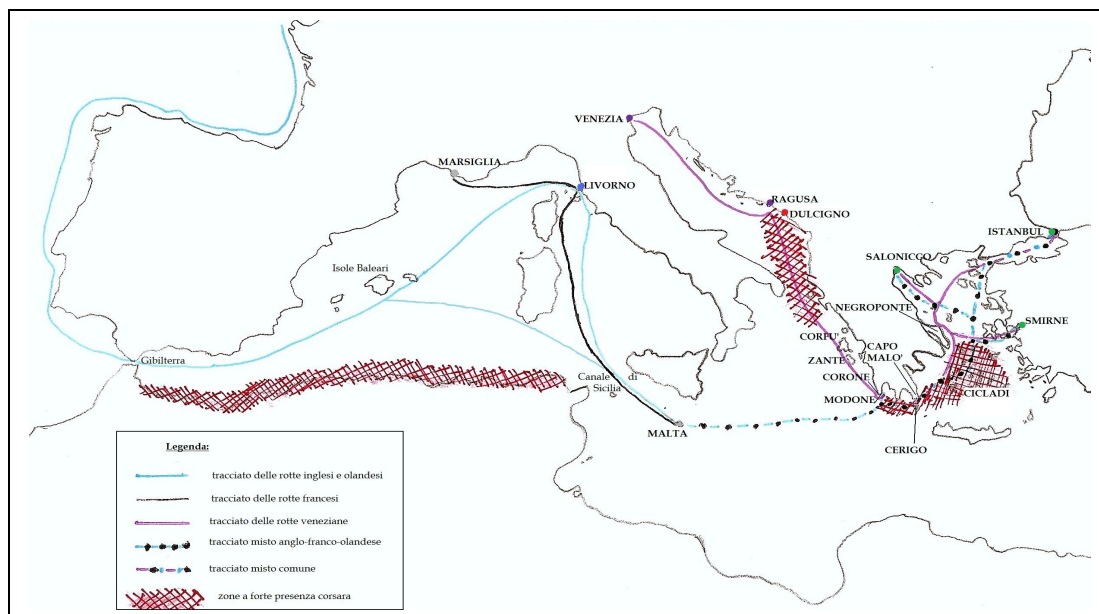 VENEZIA
MARSIGLIA
LIVORNO
RAGUSA
DULCIGNO
ISTANBUL
SALONICCO
Isole Baleari
NEGROPONTE
SMIRNE
CORFU'
CAPO
MALO'
ZANTE
Gibilterra
CORONE
Canale di
Sicilia
CICLADI
MODONE
MALTA
CERIGO
Legenda:
tracciato delle rotte inglesi e olandesi
tracciato delle rotte francesi
tracciato delle rotte veneziane
tracciato misto anglo-franco-olandese
tracciato misto comune
zone a forte presenza corsara